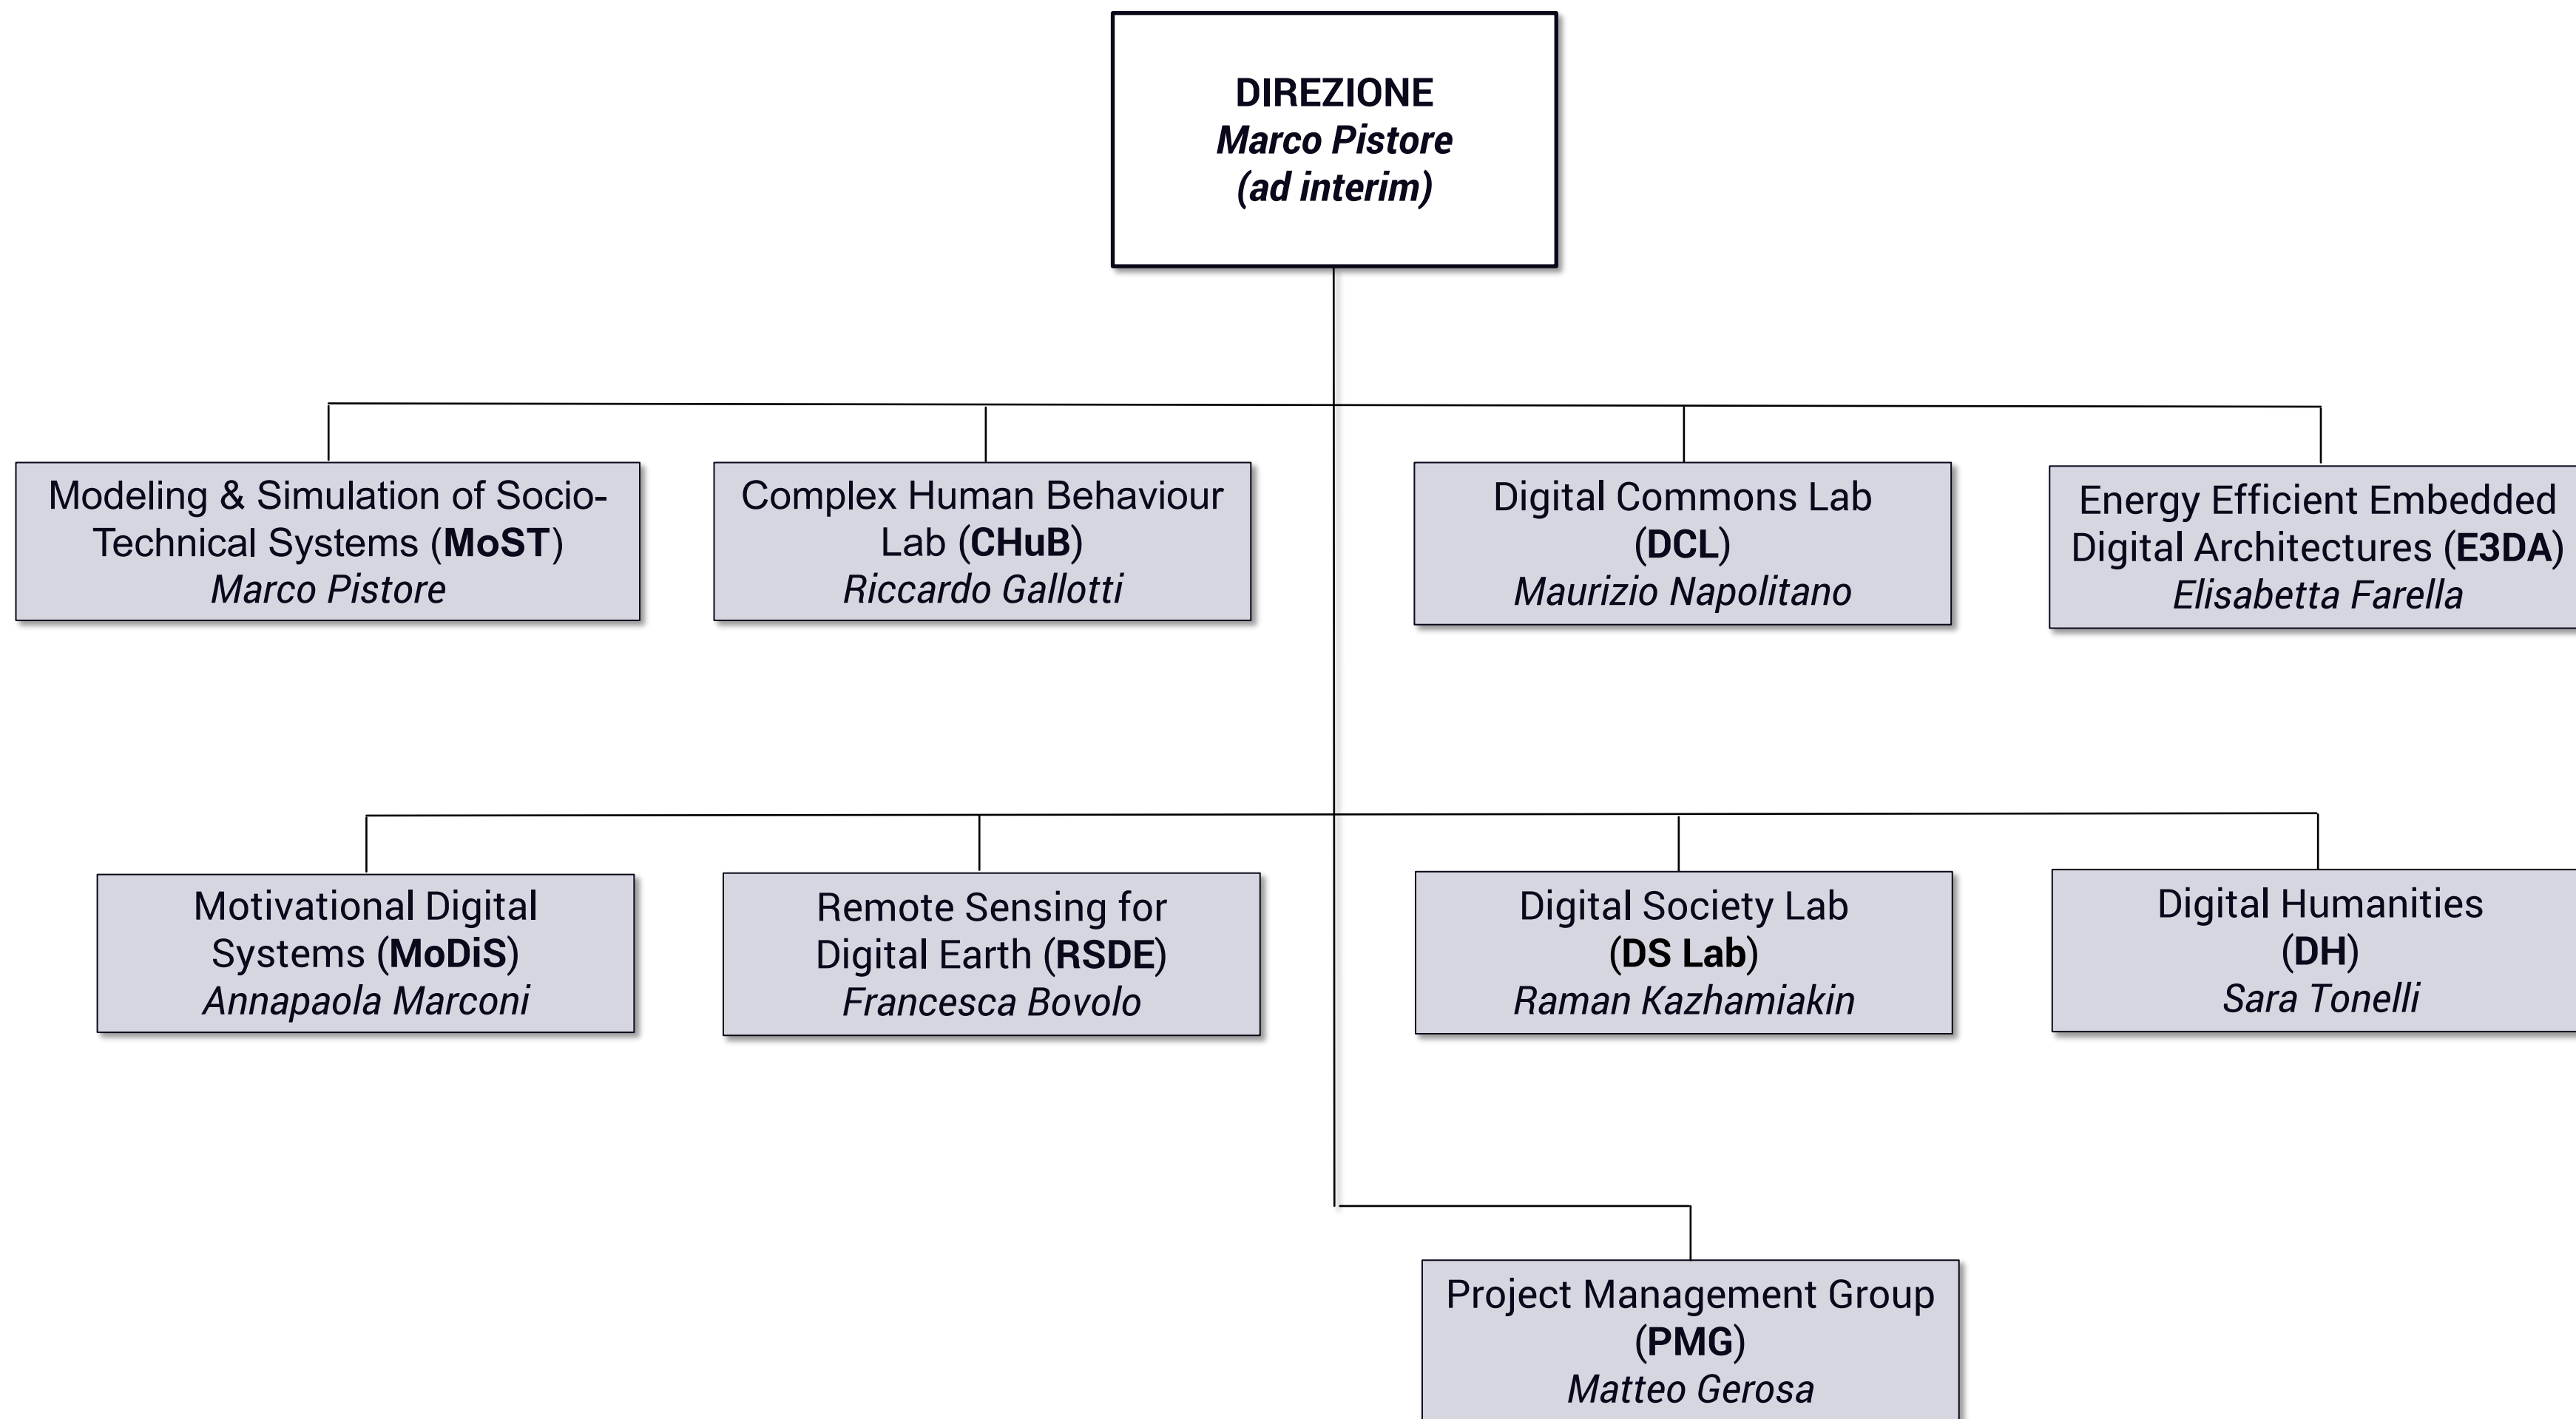 DIREZIONE
Marco Pistore
(ad interim)
Modeling & Simulation of Socio-
Technical Systems (MoST)
Marco Pistore
Complex Human Behaviour
Lab (CHuB)
Riccardo Gallotti
Digital Commons Lab
(DCL)
Maurizio Napolitano
Energy Efficient Embedded
Digital Architectures (E3DA)
Elisabetta Farella
Motivational Digital
Systems (MoDiS)
Annapaola Marconi
Remote Sensing for
Digital Earth (RSDE)
Francesca Bovolo
Digital Society Lab
(DS Lab)
Raman Kazhamiakin
Digital Humanities
(DH)
Sara Tonelli
Project Management Group
(PMG)
Matteo Gerosa